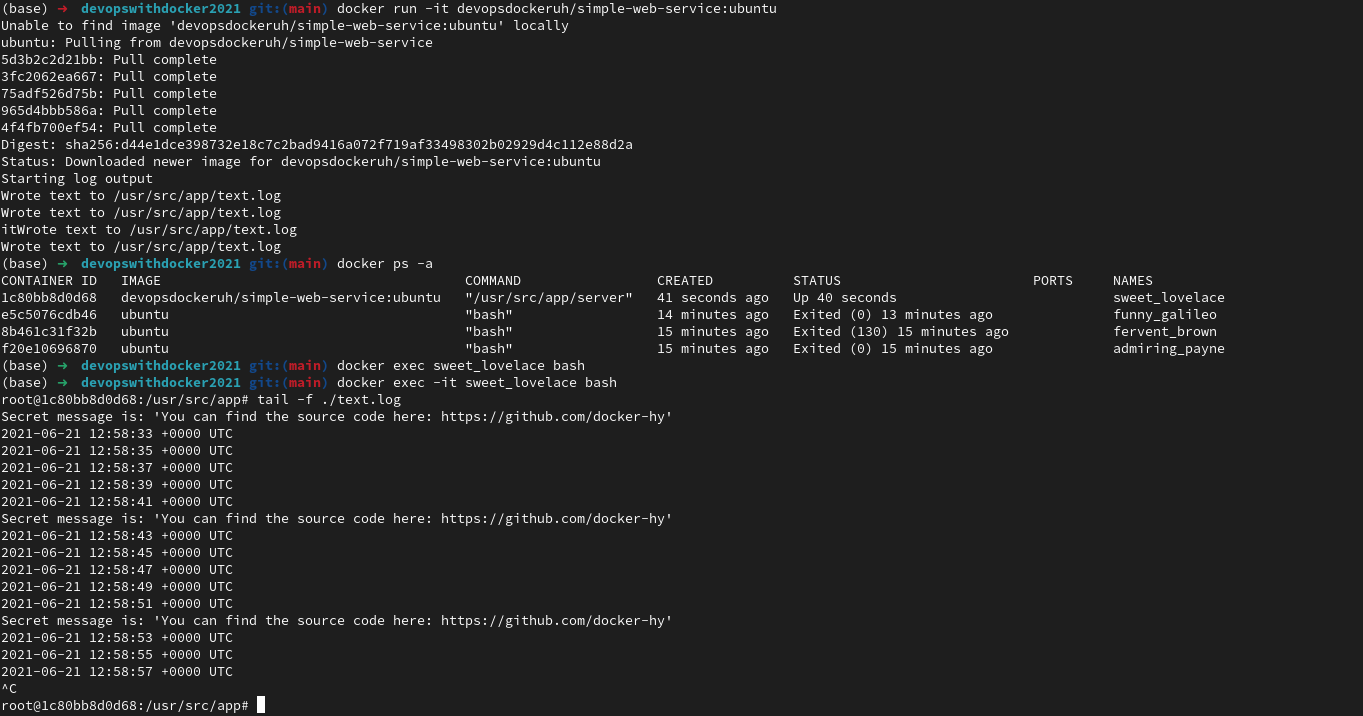 (base) ➜  devopswithdocker2021 git:(main) docker run -it devopsdockeruh/simple-web-service:ubuntu
Unable to find image 'devopsdockeruh/simple-web-service:ubuntu' locally
ubuntu: Pulling from devopsdockeruh/simple-web-service
5d3b2c2d21bb: Pull complete
3fc2062ea667: Pull complete
75adf526d75b: Pull complete
965d4bbb586a: Pull complete
4f4fb700ef54: Pull complete
Digest: sha256:d44e1dce398732e18c7c2bad9416a072f719af33498302b02929d4c112e88d2a
Status: Downloaded newer image for devopsdockeruh/simple-web-service:ubuntu
Starting log output
Wrote text to /usr/src/app/text.log
Wrote text to /usr/src/app/text.log
itWrote text to /usr/src/app/text.log
Wrote text to /usr/src/app/text.log
(base) ➜  devopswithdocker2021 git:(main) docker ps -a
CONTAINER ID   IMAGE                                      COMMAND                 CREATED          STATUS                        PORTS     NAMES
1c80bb8d0d68   devopsdockeruh/simple-web-service:ubuntu   "/usr/src/app/server"   41 seconds ago   Up 40 seconds                           sweet_lovelace
e5c5076cdb46   ubuntu                                     "bash"                  14 minutes ago   Exited (0) 13 minutes ago               funny_galileo
8b461c31f32b   ubuntu                                     "bash"                  15 minutes ago   Exited (130) 15 minutes ago             fervent_brown
f20e10696870   ubuntu                                     "bash"                  15 minutes ago   Exited (0) 15 minutes ago               admiring_payne
(base) ➜  devopswithdocker2021 git:(main) docker exec sweet_lovelace bash
(base) ➜  devopswithdocker2021 git:(main) docker exec -it sweet_lovelace bash
root@1c80bb8d0d68:/usr/src/app# tail -f ./text.log
Secret message is: 'You can find the source code here: https://github.com/docker-hy'
2021-06-21 12:58:33 +0000 UTC
2021-06-21 12:58:35 +0000 UTC
2021-06-21 12:58:37 +0000 UTC
2021-06-21 12:58:39 +0000 UTC
2021-06-21 12:58:41 +0000 UTC
Secret message is: 'You can find the source code here: https://github.com/docker-hy'
2021-06-21 12:58:43 +0000 UTC
2021-06-21 12:58:45 +0000 UTC
2021-06-21 12:58:47 +0000 UTC
2021-06-21 12:58:49 +0000 UTC
2021-06-21 12:58:51 +0000 UTC
Secret message is: 'You can find the source code here: https://github.com/docker-hy'
2021-06-21 12:58:53 +0000 UTC
2021-06-21 12:58:55 +0000 UTC
2021-06-21 12:58:57 +0000 UTC
^C
root@1c80bb8d0d68:/usr/src/app#